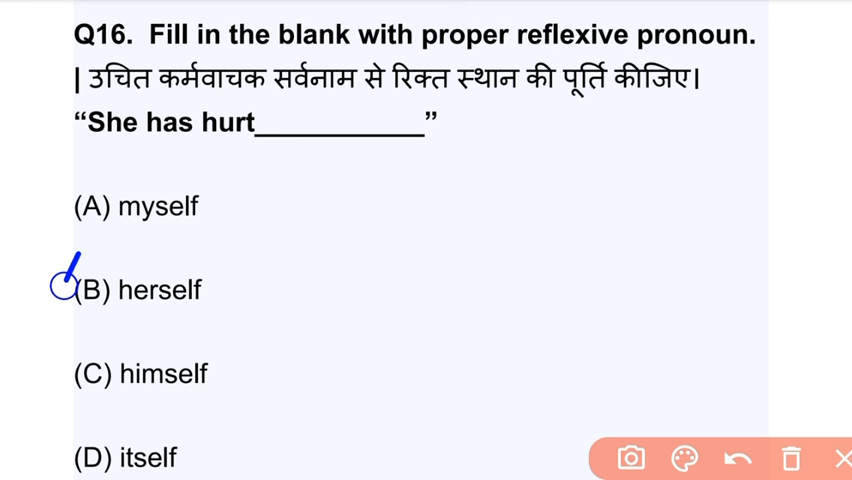 Q16. Fill in the blank with proper reflexive pronoun.
| उचित कर्मवाचक सर्वनाम से रिक्त स्थान की पूर्ति कीजिए।
“She has hurt____________”
(A) myself
(B) herself
(C) himself
(D) itself